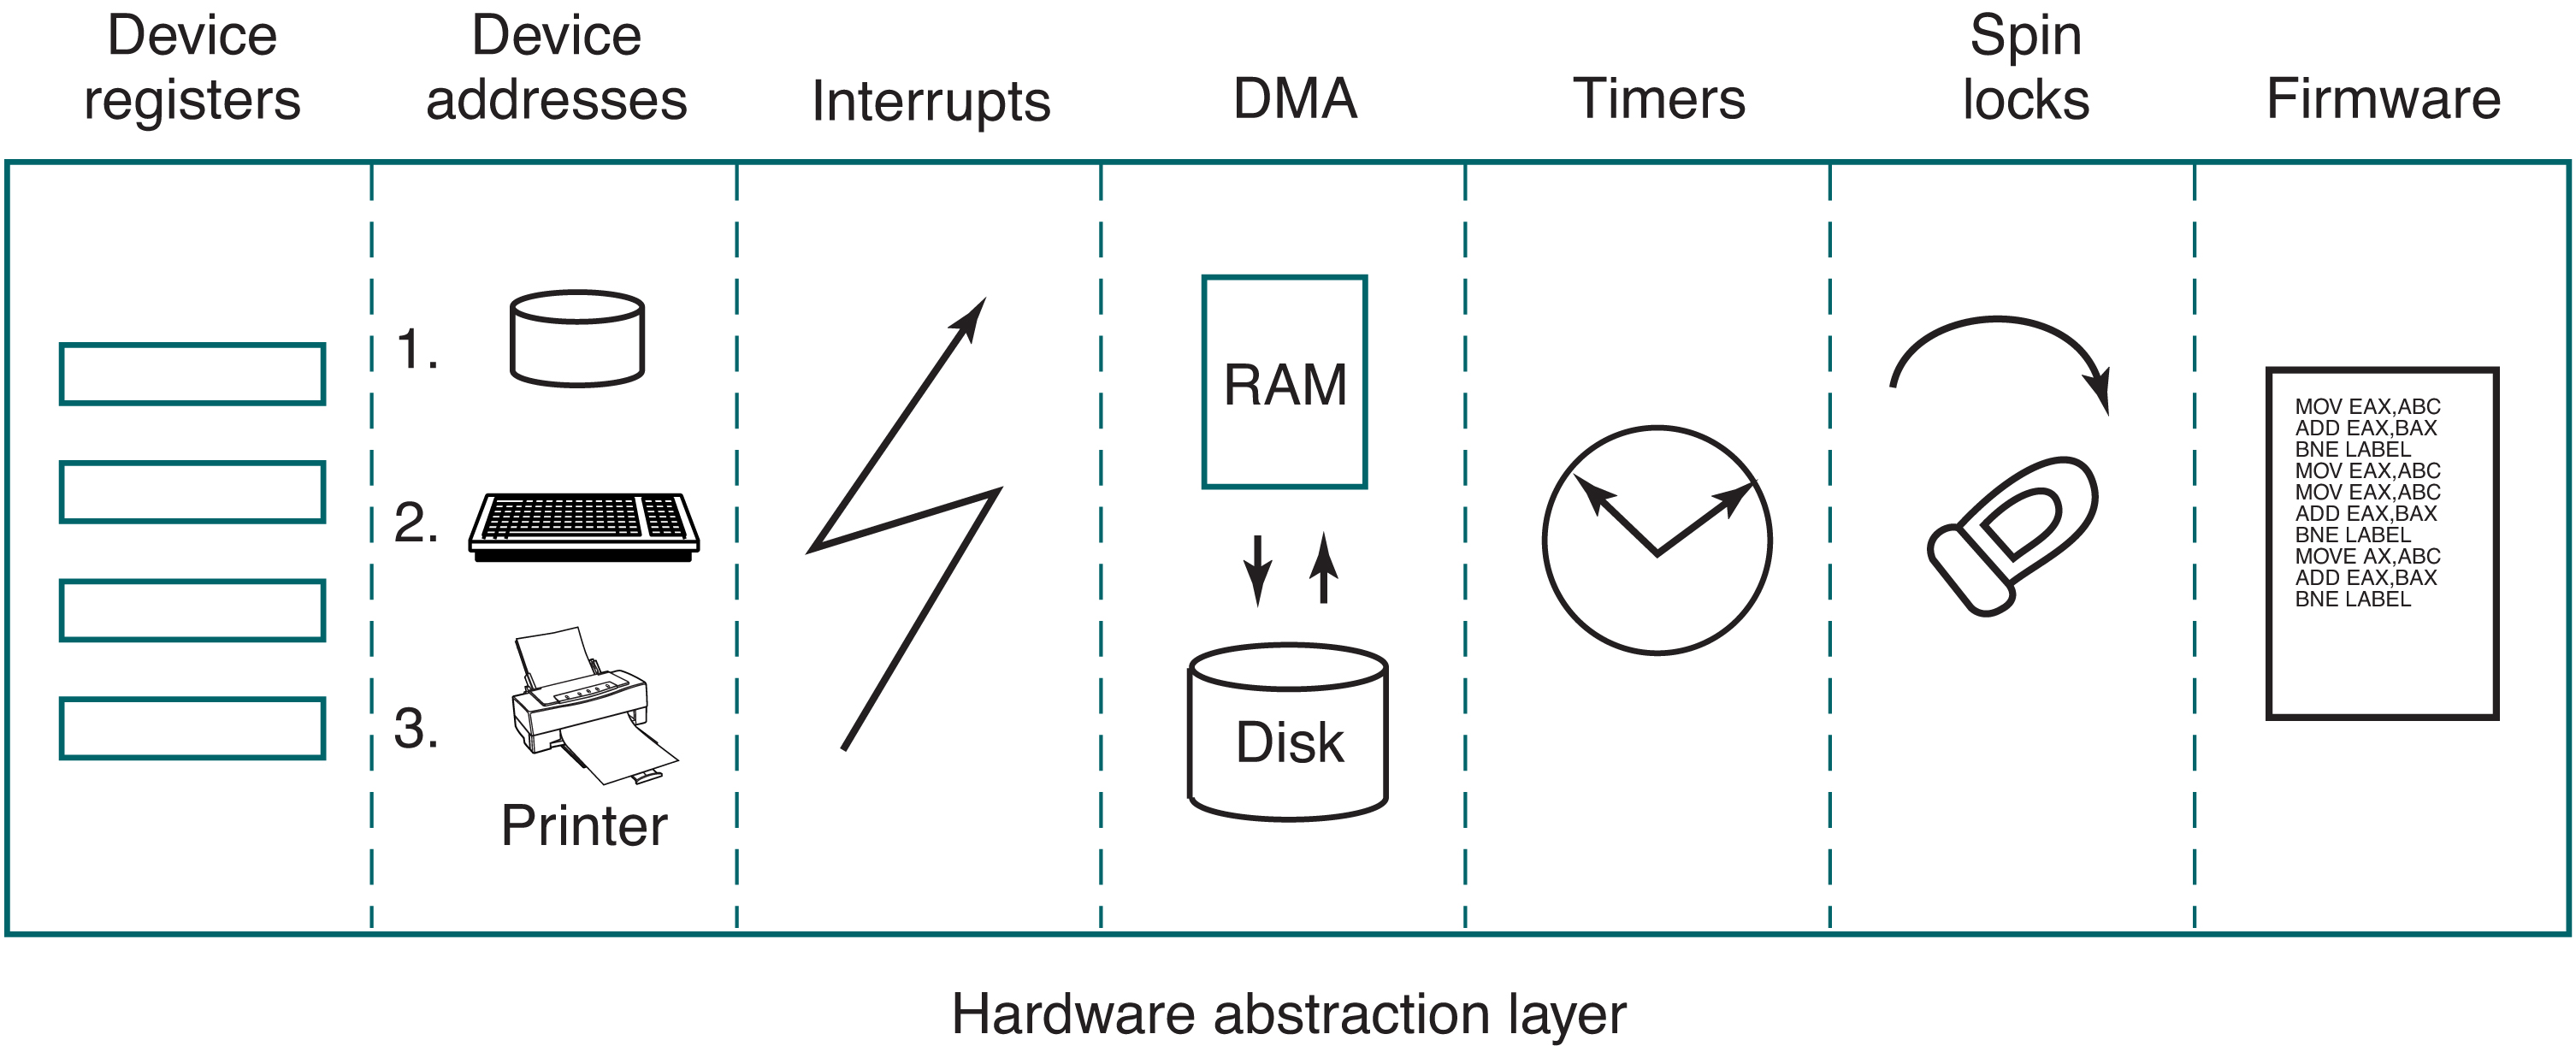 Device
registers
Device
addresses
Interrupts
DMA
Timers
Spin
locks
Firmware
1.
2.
3.
Printer
RAM
Disk
MOV EAX,ABC
ADD EAX,BAX
BNE LABEL
MOV EAX,ABC
MOV EAX,ABC
ADD EAX,BAX
BNE LABEL
MOVE AX,ABC
ADD EAX,BAX
BNE LABEL
Hardware abstraction layer